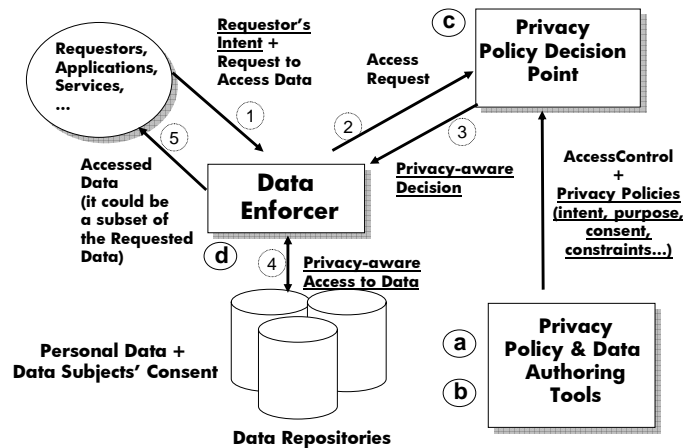 Requestors,
Applications,
Services,
...
Requestor's
Intent +
Request to
Access Data
1
Access
Request
2
c
Privacy
Policy Decision
Point
3
Privacy-aware
Decision
5
Accessed
Data
(it could be
a subset of
the Requested
Data)
Data
Enforcer
d
4
Privacy-aware
Access to Data
AccessControl
+
Privacy Policies
(intent, purpose,
consent,
constraints...)
Personal Data +
Data Subjects' Consent
Data Repositories
a
b
Privacy
Policy & Data
Authoring
Tools